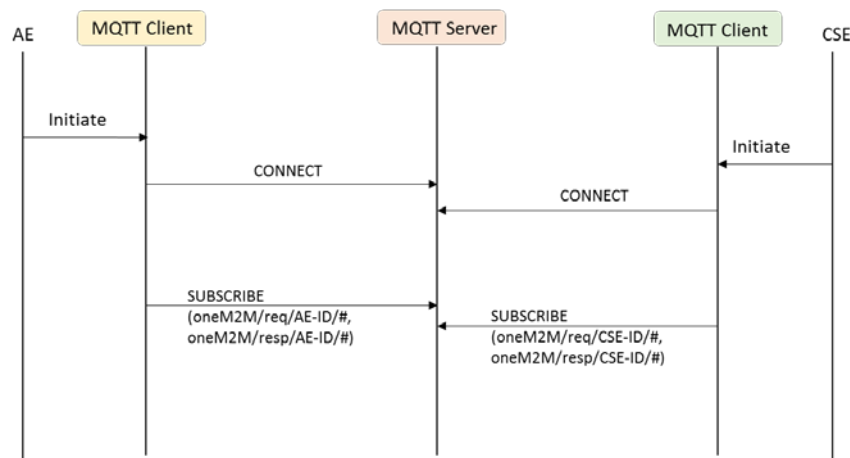 AE
MQTT Client
MQTT Server
MQTT Client
CSE
Initiate
Initiate
CONNECT
CONNECT
SUBSCRIBE
(oneM2M/req/AE-ID/#,
oneM2M/resp/AE-ID/#)
SUBSCRIBE
(oneM2M/req/CSE-ID/#,
oneM2M/resp/CSE-ID/#)